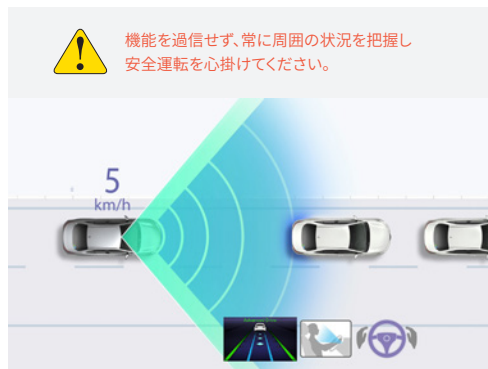 機能を過信せず、常に周囲の状況を把握し
安全運転を心掛けてください。
5
km/h